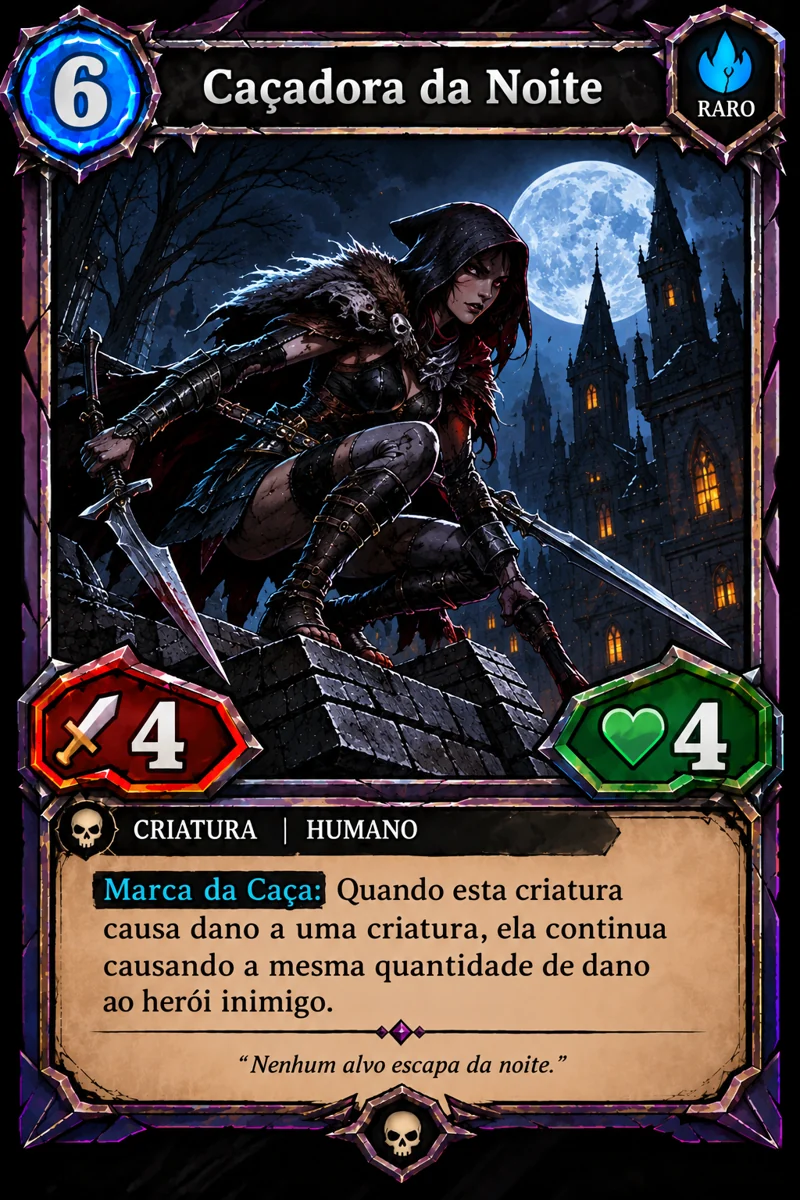 6
Caçadora da Noite
RARO
4
4
CRIATURA | HUMANO
Marca da Caça: Quando esta criatura
causa dano a uma criatura, ela continua
causando a mesma quantidade de dano
ao herói inimigo.
“Nenhum alvo escapa da noite.”